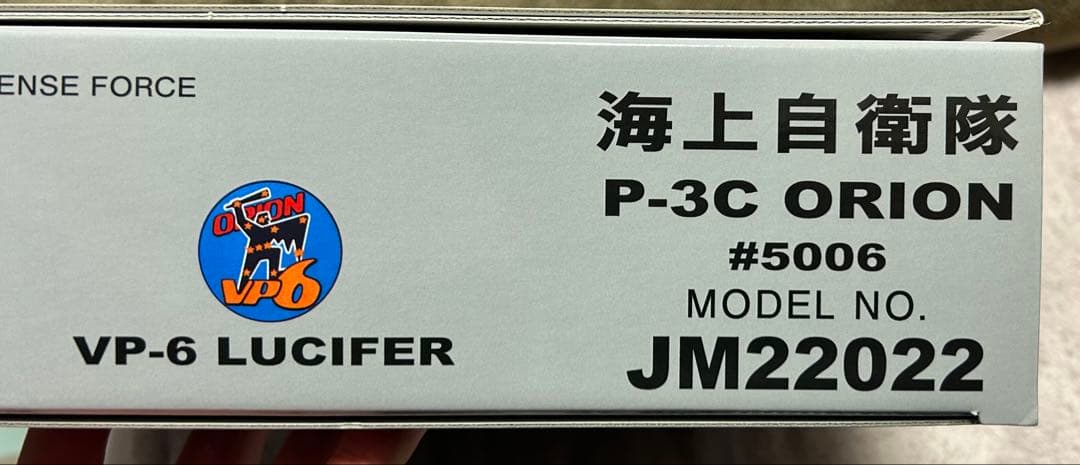 ENSE FORCE
海上自衛隊
P-3C ORION
#5006
MODEL NO.
JM22022
ORION
VP6
VP-6 LUCIFER